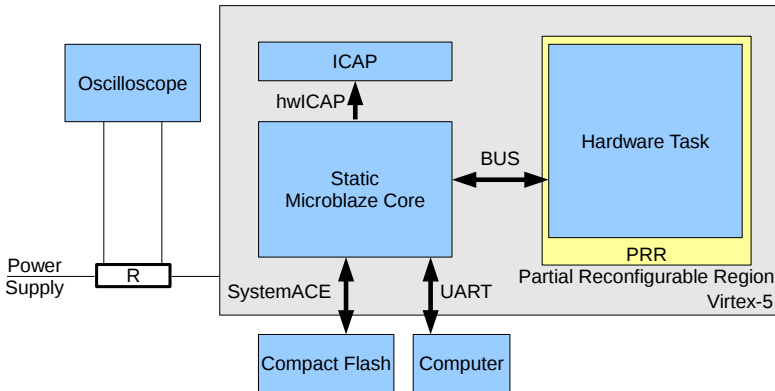 Oscilloscope
ICAP
hwICAP
Static
Microblaze Core
BUS
Hardware Task
PRR
Partial Reconfigurable Region
Virtex-5
Power
Supply
R
SystemACE
UART
Compact Flash
Computer